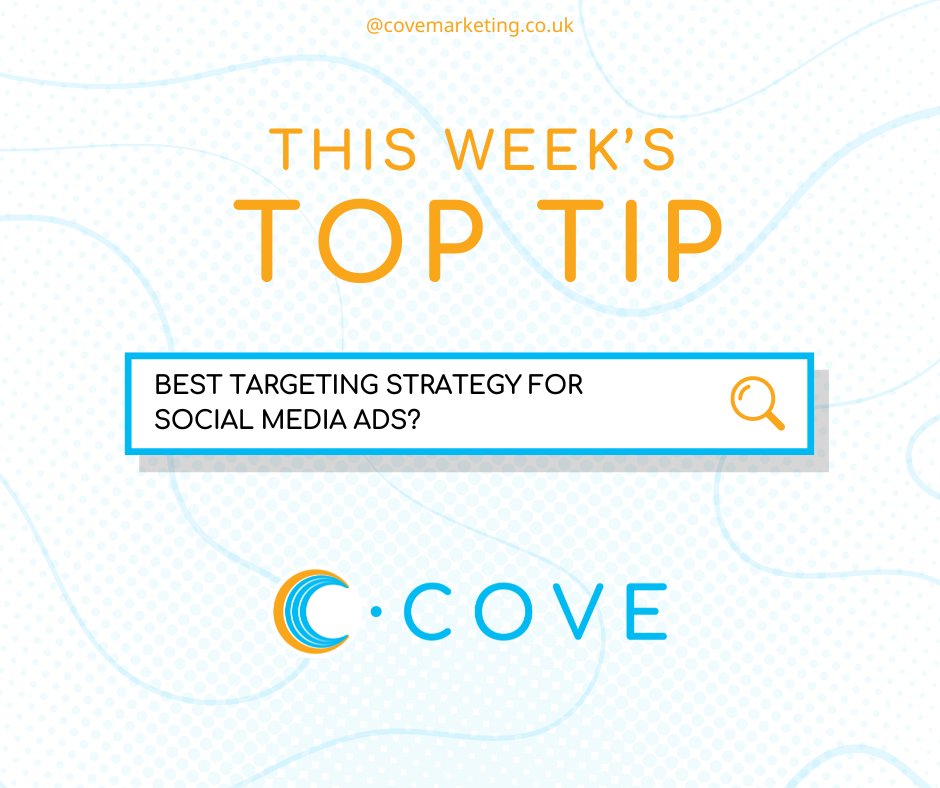 @covemarketing.co.uk
THIS WEEK’S
TOP TIP
BEST TARGETING STRATEGY FOR
SOCIAL MEDIA ADS?
C·COVE